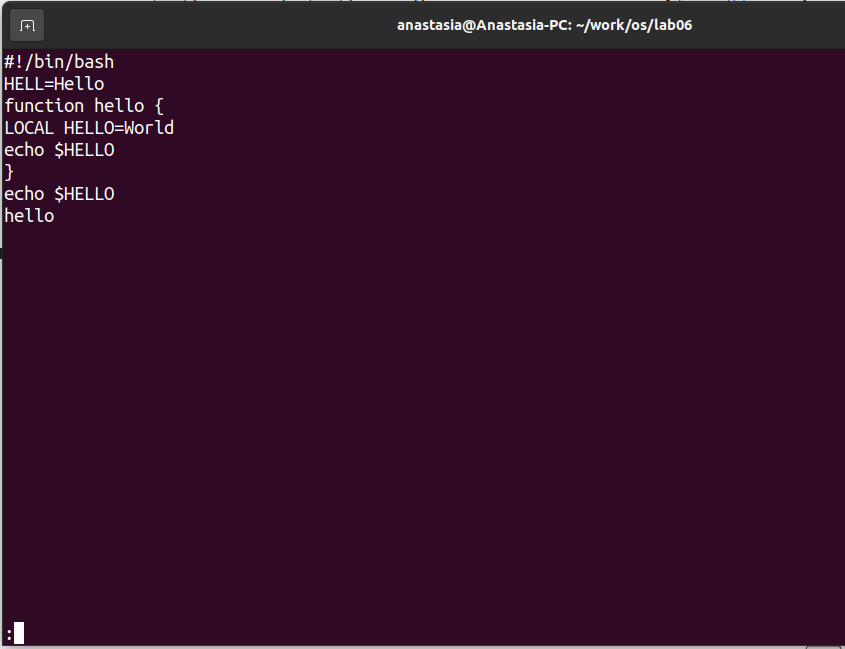 anastasia@Anastasia-PC: ~/work/os/lab06
#!/bin/bash
HELL=Hello
function hello {
LOCAL HELLO=World
echo $HELLO
}
echo $HELLO
hello
: